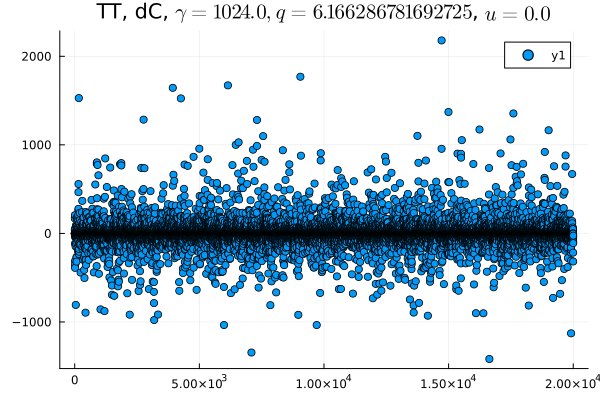 TT, dC, γ = 1024.0, q = 6.166286781692725, u = 0.0
y1
2000
1000
0
−1000
0 5.00×10³ 1.00×10⁴ 1.50×10⁴ 2.00×10⁴